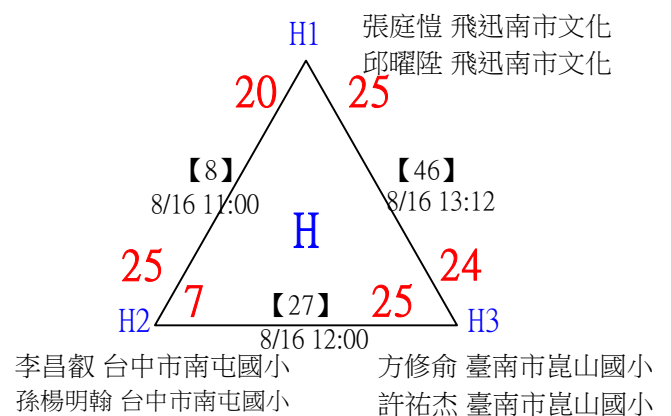 H1
張庭愷 飛迅南市文化
邱曜陞 飛迅南市文化
20
25
【8】
8/16 11:00
【46】
8/16 13:12
H
25
24
7
【27】
25
H2
H3
8/16 12:00
李昌叡 台中市南屯國小
孫楊明翰 台中市南屯國小
方修俞 臺南市崑山國小
許祐杰 臺南市崑山國小